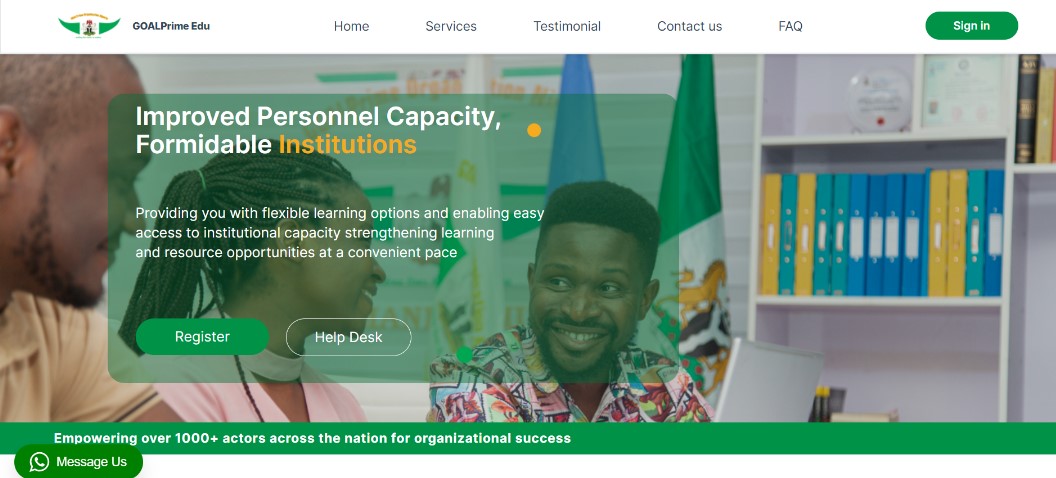 GOALPrime Edu
Home
Services
Testimonial
Contact us
FAQ
Sign in
Improved Personnel Capacity,
Formidable Institutions
Providing you with flexible learning options and enabling easy
access to institutional capacity strengthening learning
and resource opportunities at a convenient pace
Register
Help Desk
Empowering over 1000+ actors across the nation for organizational success
Message Us